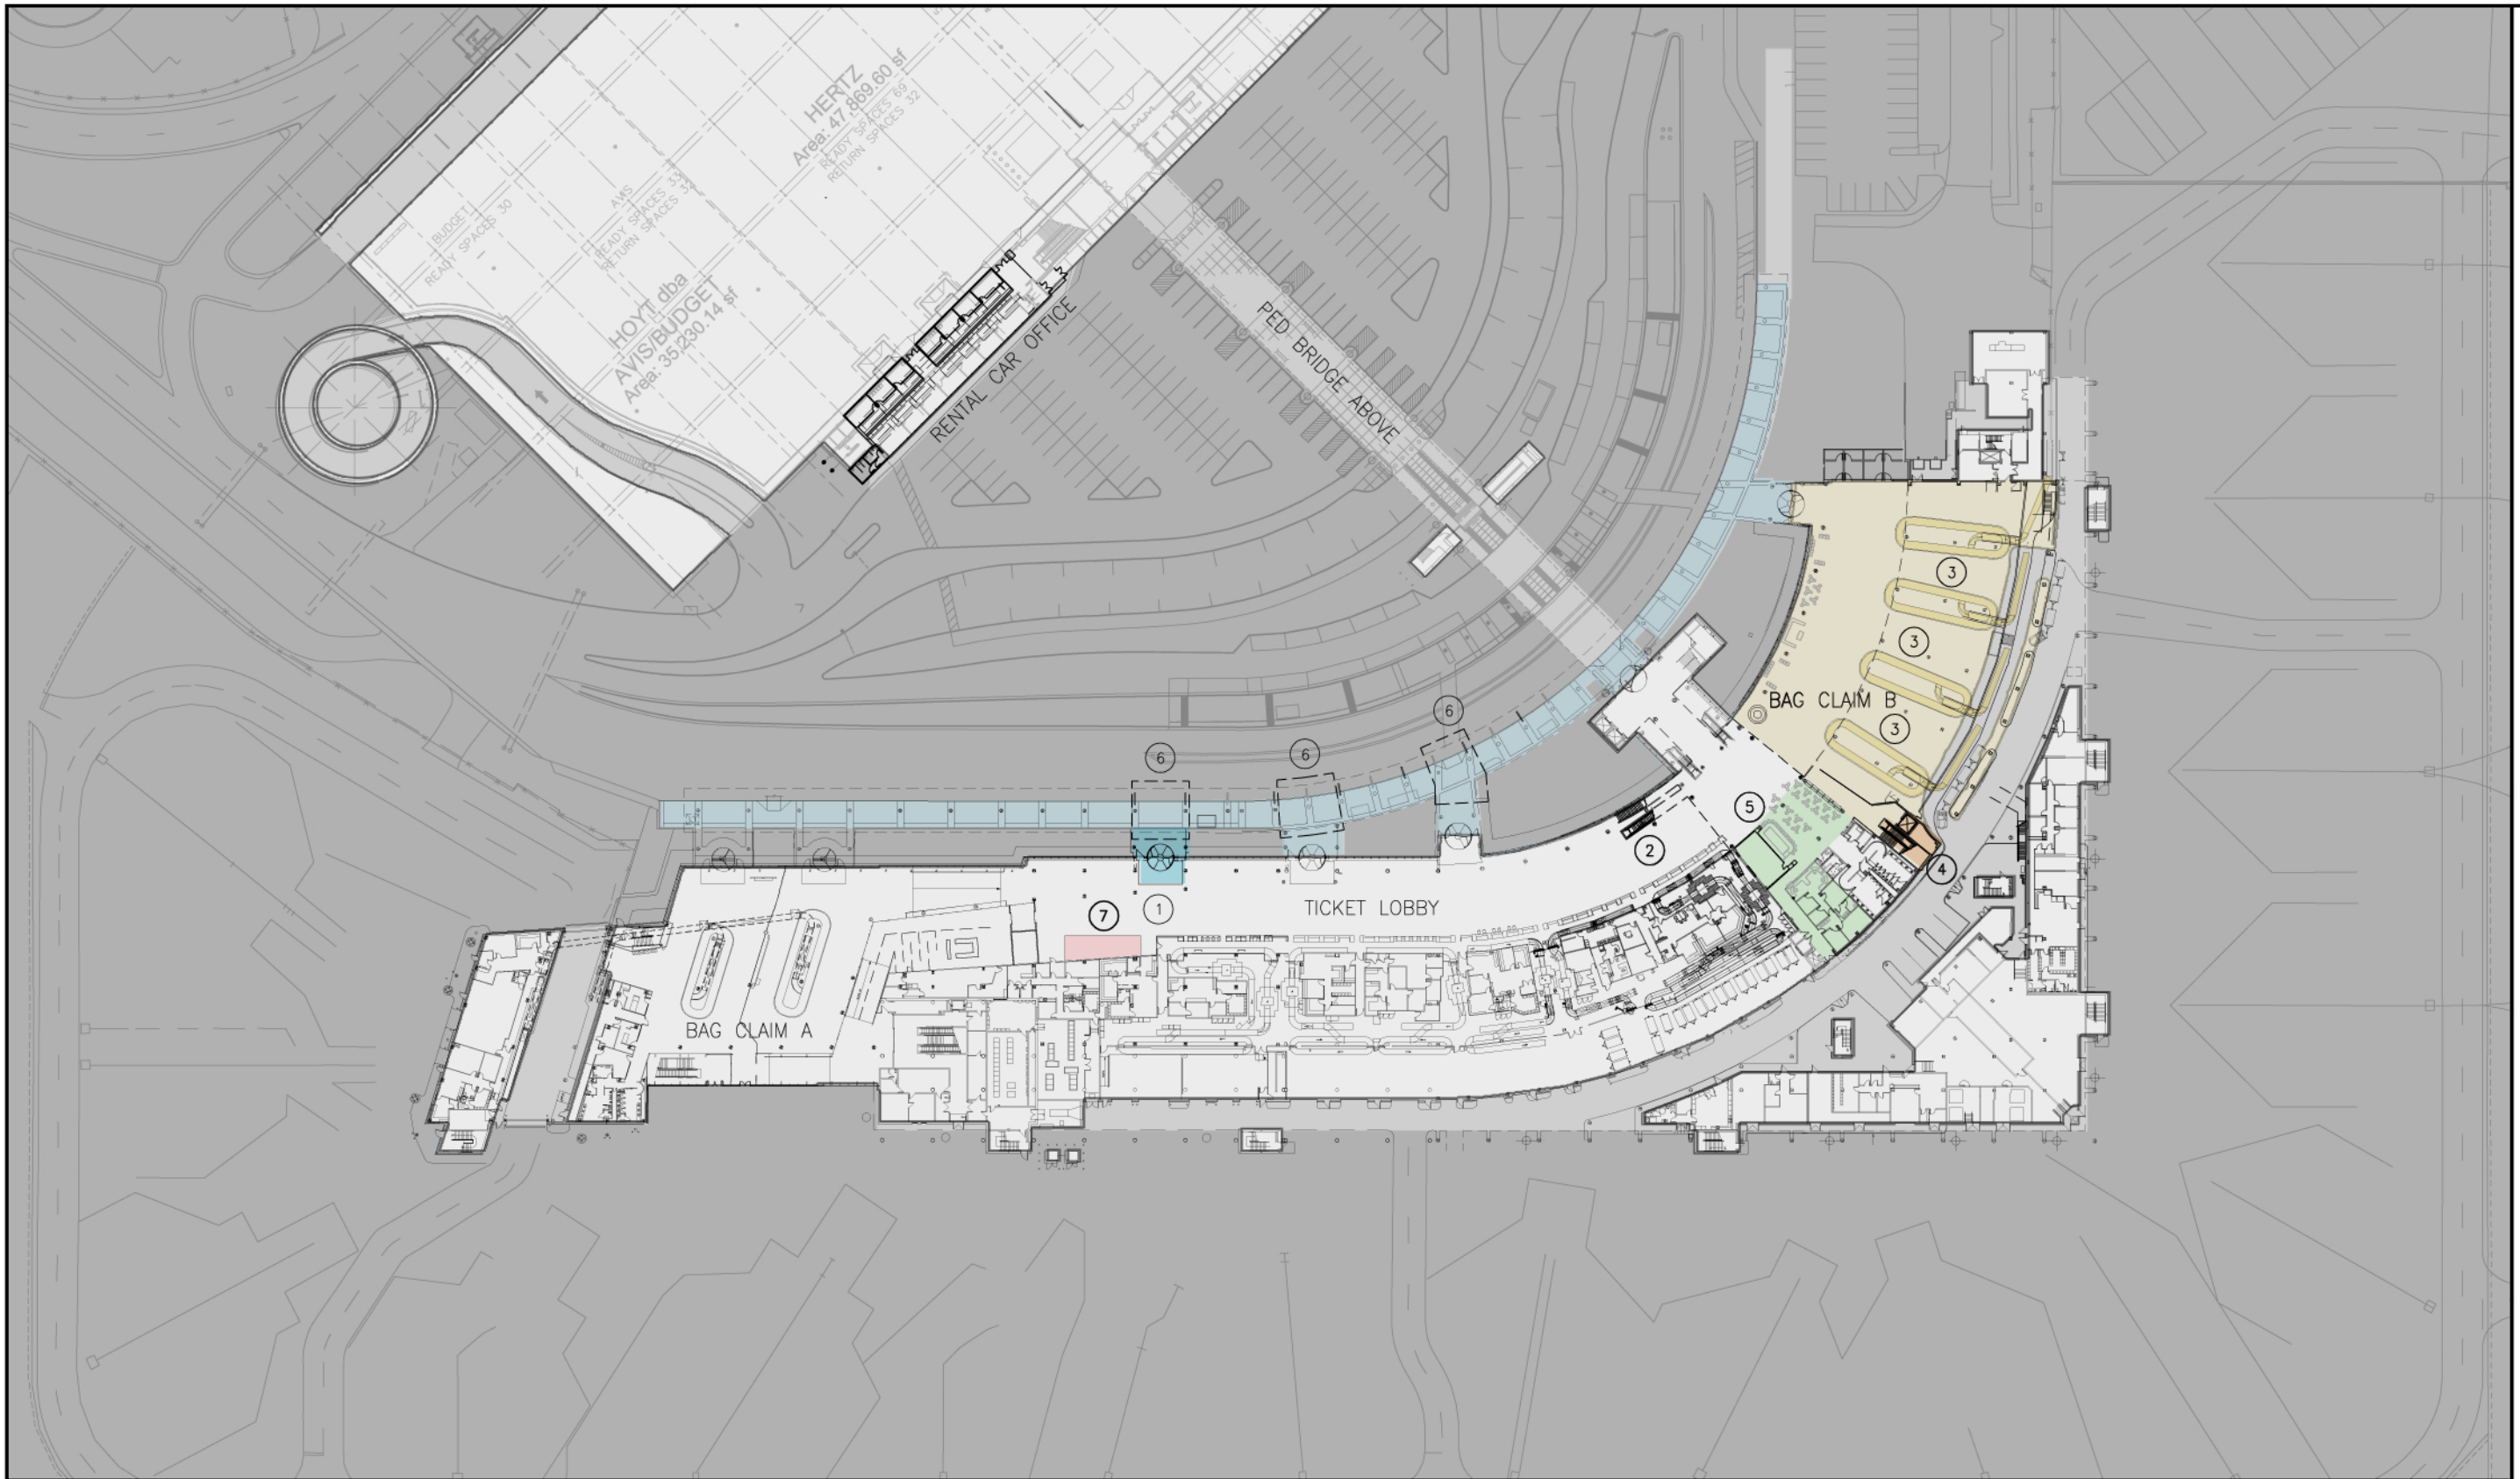 HERTZ
Area: 47,869.60 sf
READY SPACES 69
RETURN SPACES 32
BUDGET
READY SPACES 30
AVIS
READY SPACES 33
RETURN SPACES
HOYT dba
AVIS/BUDGET
Area: 35,230.14 sf
RENTAL CAR OFFICE
PED BRIDGE ABOVE
3
3
BAG CLAIM B
3
3
6
6
6
5
2
4
7
1
TICKET LOBBY
BAG CLAIM A